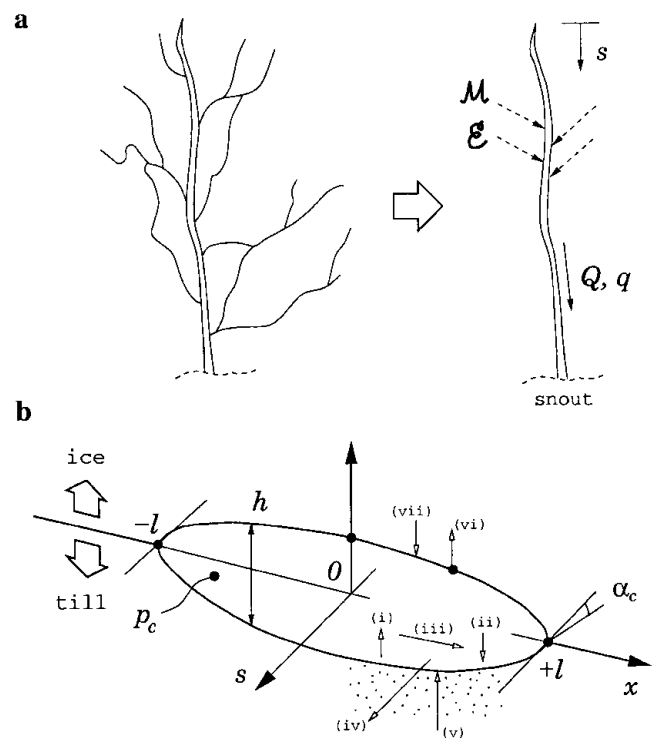 a
s
ℳ
ℰ
Q, q
snout
b
ice
till
−l
h
(vii)
(vi)
0
p_c
α_c
(i)
(iii)
(ii)
s
+l
x
(iv)
(v)